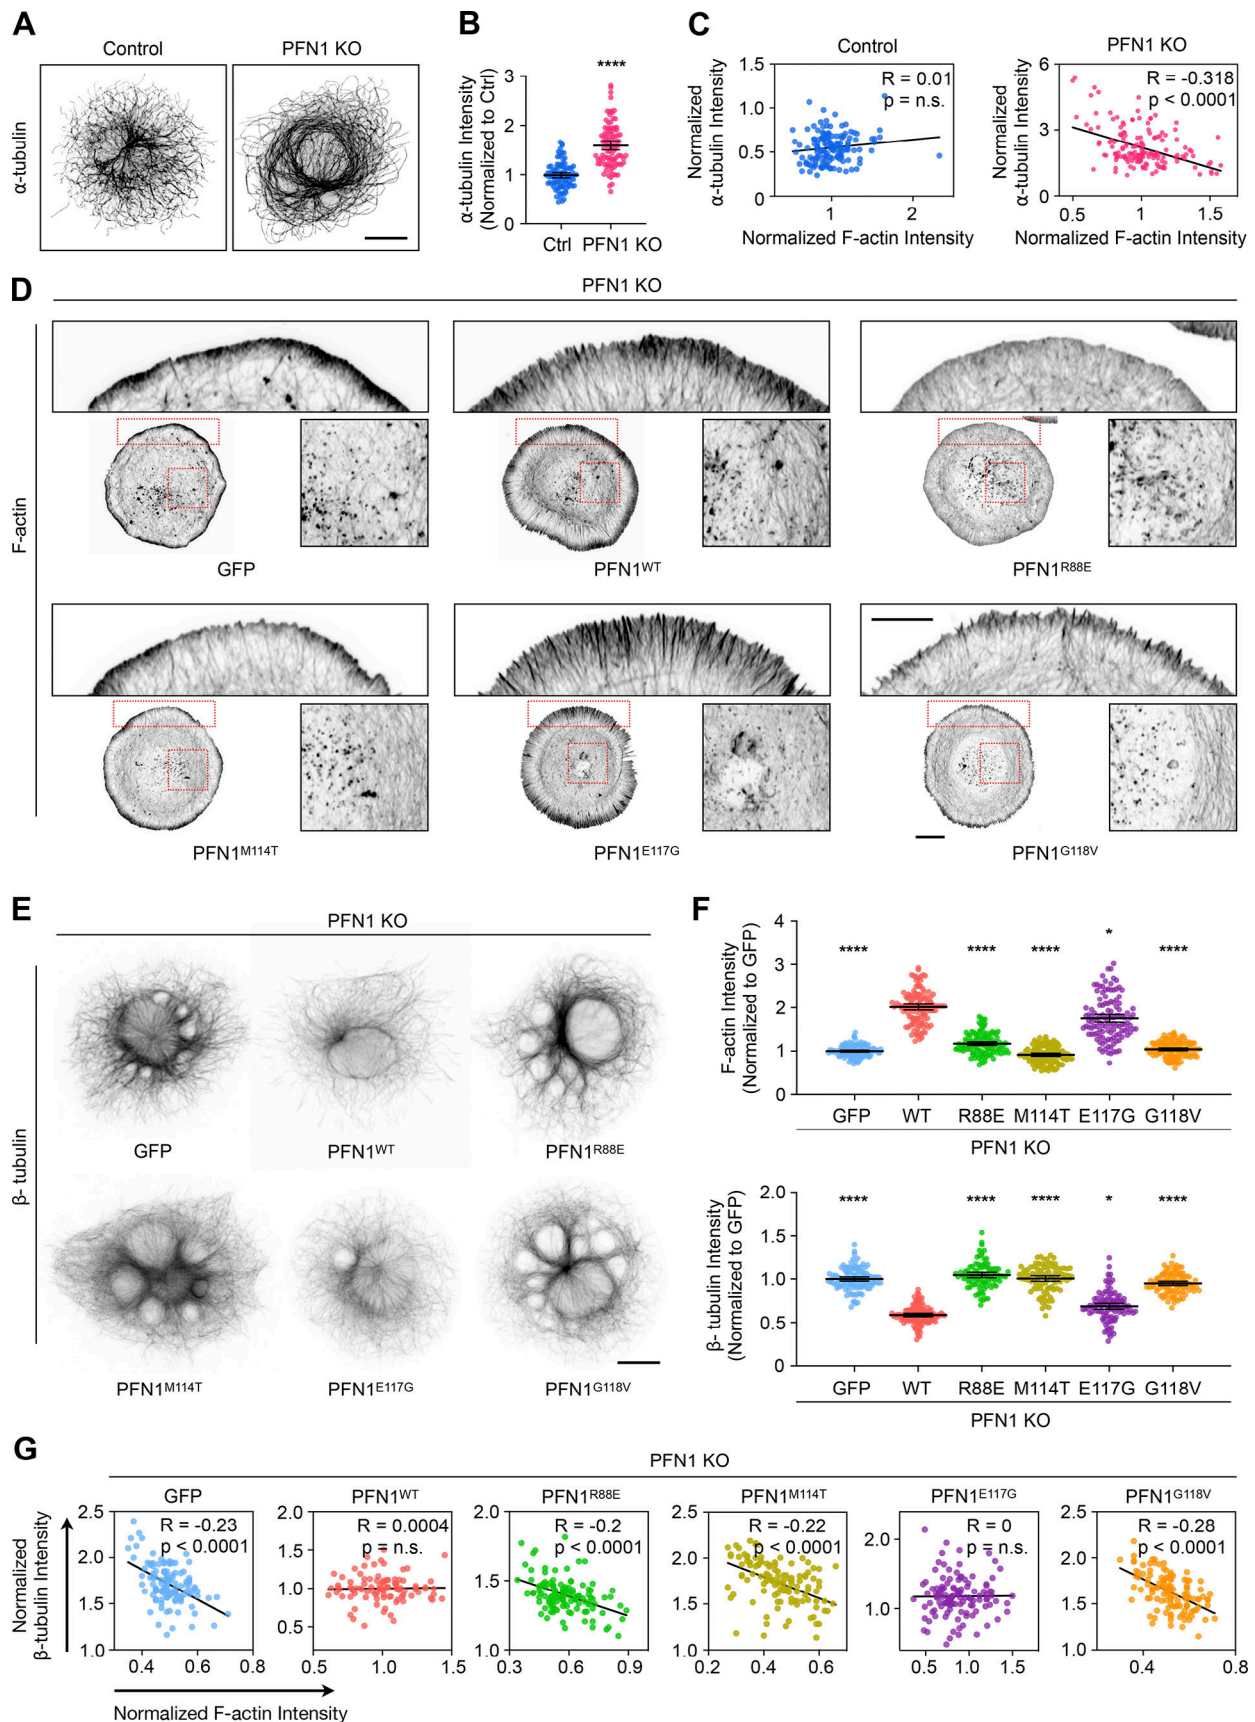 A
Control
PFN1 KO
α-tubulin
B
α-tubulin Intensity
(Normalized to Ctrl)
3
2
1
0
****
Ctrl PFN1 KO
C
Control
Normalized
α-tubulin Intensity
1.5
1.0
0.5
0
R = 0.01
p = n.s.
1 2
Normalized F-actin Intensity
PFN1 KO
Normalized
α-tubulin Intensity
6
3
0
R = -0.318
p < 0.0001
0.5 1.0 1.5
Normalized F-actin Intensity
D
PFN1 KO
F-actin
GFP
PFN1WT
PFN1R88E
PFN1M114T
PFN1E117G
PFN1G118V
E
PFN1 KO
β- tubulin
GFP
PFN1WT
PFN1R88E
PFN1M114T
PFN1E117G
PFN1G118V
F
F-actin Intensity
(Normalized to GFP)
4
3
2
1
0
**** **** **** * ****
GFP WT R88E M114T E117G G118V
PFN1 KO
β- tubulin Intensity
(Normalized to GFP)
2.0
1.5
1.0
0.5
0
**** **** **** * ****
GFP WT R88E M114T E117G G118V
PFN1 KO
G
PFN1 KO
Normalized
β-tubulin Intensity
GFP
2.5
2.0
1.5
1.0
R = -0.23
p < 0.0001
0.4 0.6 0.8
PFN1WT
2.0
1.5
1.0
0.5
R = 0.0004
p = n.s.
0.5 1.0 1.5
PFN1R88E
2.0
1.5
1.0
R = -0.2
p < 0.0001
0.3 0.6 0.9
PFN1M114T
2.5
2.0
1.5
1.0
R = -0.22
p < 0.0001
0.2 0.4 0.6
PFN1E117G
2.0
1.0
R = 0
p = n.s.
0.5 1.0 1.5
PFN1G118V
2.5
2.0
1.5
1.0
R = -0.28
p < 0.0001
0.4 0.8
Normalized F-actin Intensity